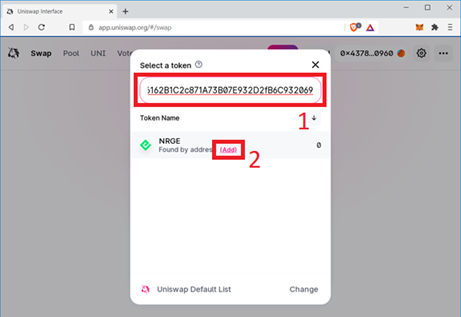 Uniswap Interface
app.uniswap.org/#/swap
Swap Pool UNI Vote
0x4378...0960
Select a token
162B1C2c871A73B07E932D2fB6C932069
1
Token Name
NRGE
0
Found by address (Add)
2
Uniswap Default List Change